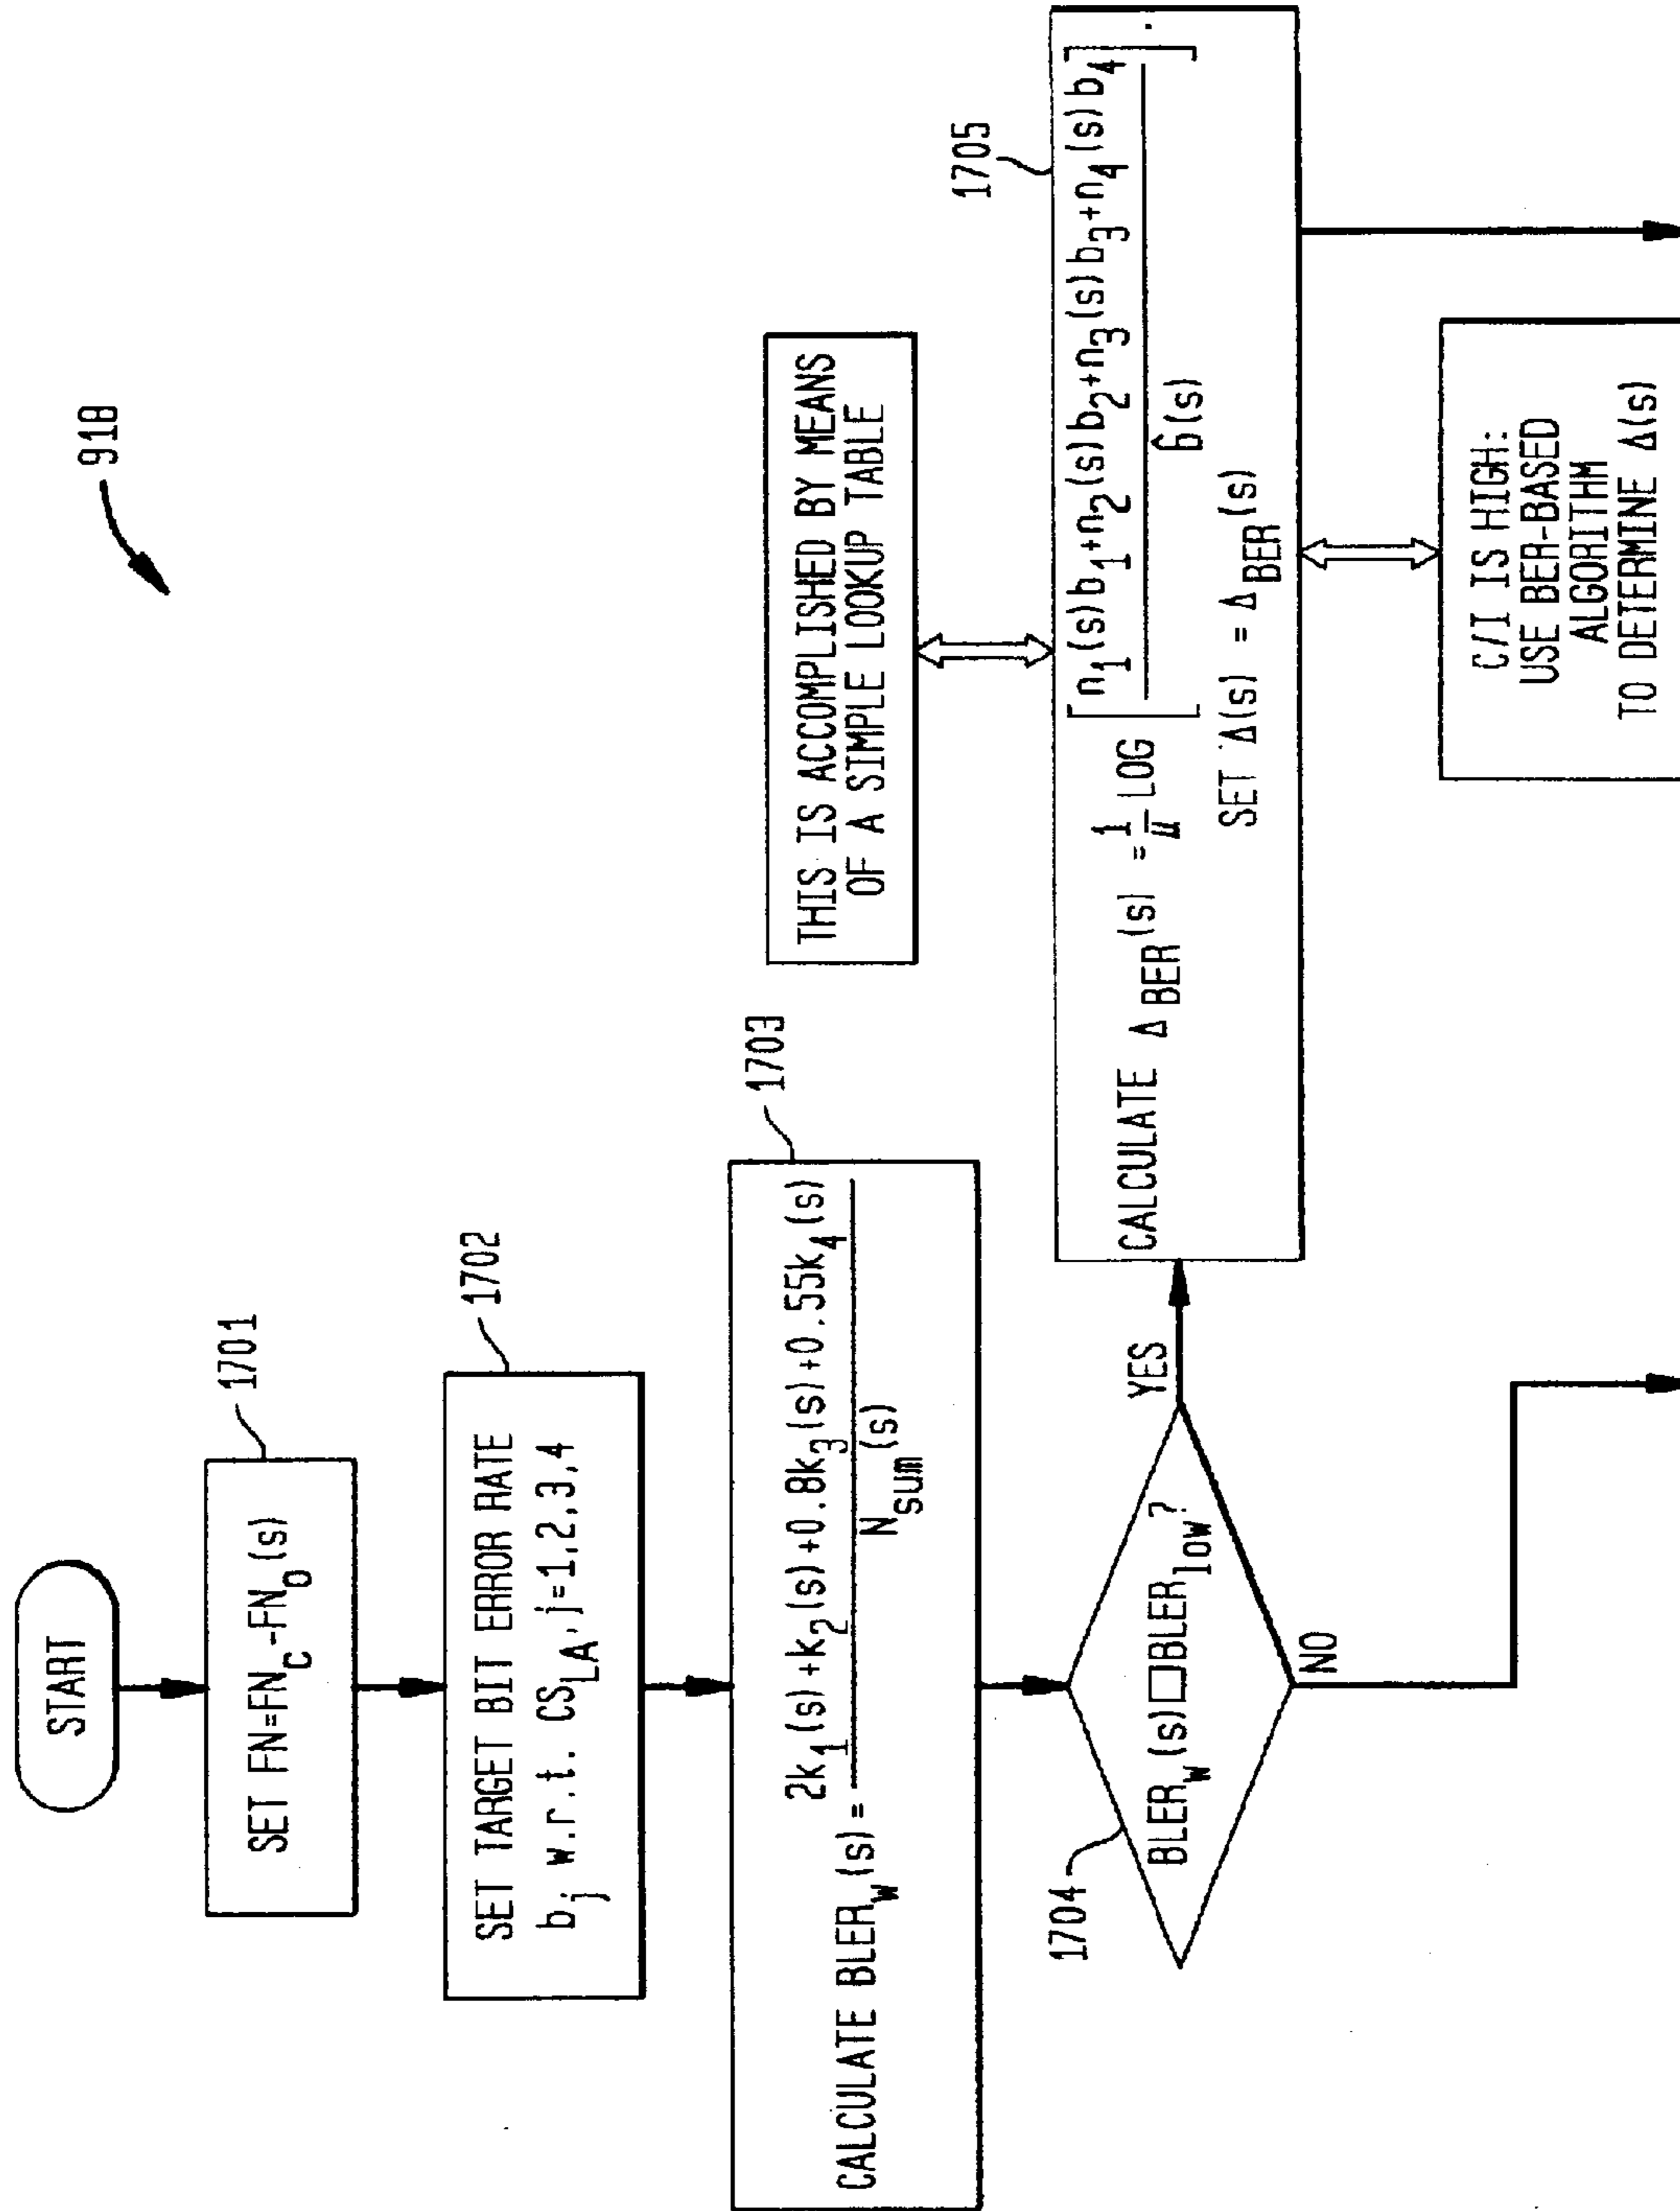 918
START
1701
SET FN=FN_C-FN_0(s)
1702
SET TARGET BIT ERROR RATE
b_j w.r.t. CS_LA, j=1,2,3,4
1703
CALCULATE BLER_w(s) = 2k_1(s)+k_2(s)+0.8k_3(s)+0.55k_4(s)
N_sum(s)
1704
BLER_w(s)□BLER_low?
YES
NO
THIS IS ACCOMPLISHED BY MEANS
OF A SIMPLE LOOKUP TABLE
1705
CALCULATE Δ_BER(s) = 1/μ LOG [n_1(s)b_1+n_2(s)b_2+n_3(s)b_3+n_4(s)b_4]
b̂(s)
SET Δ(s) = Δ_BER(s)
C/I IS HIGH:
USE BER-BASED
ALGORITHM
TO DETERMINE Δ(s)